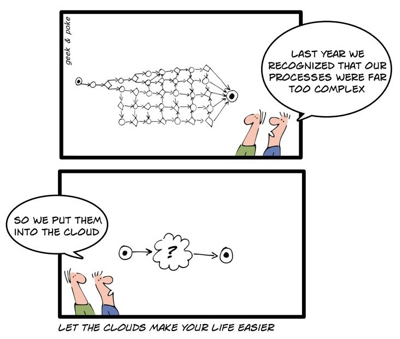 geek & poke
LAST YEAR WE
RECOGNIZED THAT OUR
PROCESSES WERE FAR
TOO COMPLEX
SO WE PUT THEM
INTO THE CLOUD
?
LET THE CLOUDS MAKE YOUR LIFE EASIER